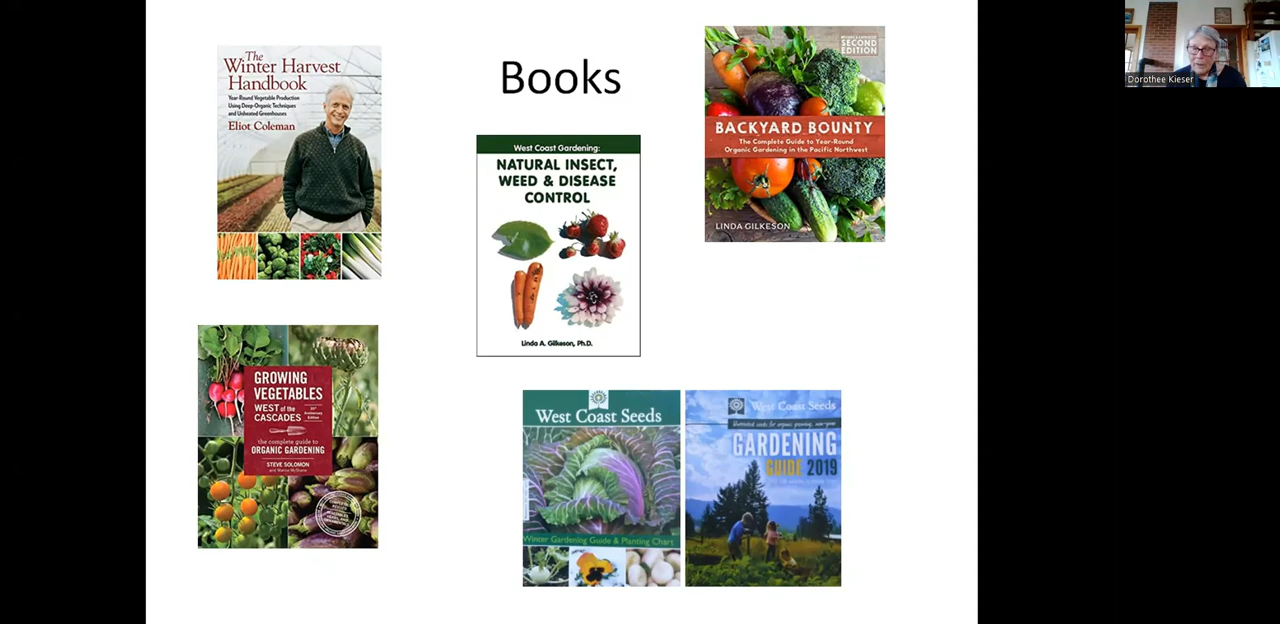 Books
The
Winter Harvest
Handbook
Year-Round Vegetable Production
Using Deep-Organic Techniques
and Unheated Greenhouses
Eliot Coleman
West Coast Gardening:
NATURAL INSECT,
WEED & DISEASE
CONTROL
Linda A. Gilkeson, Ph.D.
SECOND
EDITION
BACKYARD BOUNTY
The Complete Guide to Year-Round
Organic Gardening in the Pacific Northwest
LINDA GILKESON
Dorothee Kieser
GROWING
VEGETABLES
WEST of the
CASCADES
35th
Anniversary
Edition
the complete guide to
ORGANIC GARDENING
STEVE SOLOMON
West Coast Seeds
Winter Gardening Guide & Planting Chart
West Coast Seeds
GARDENING
GUIDE 2019